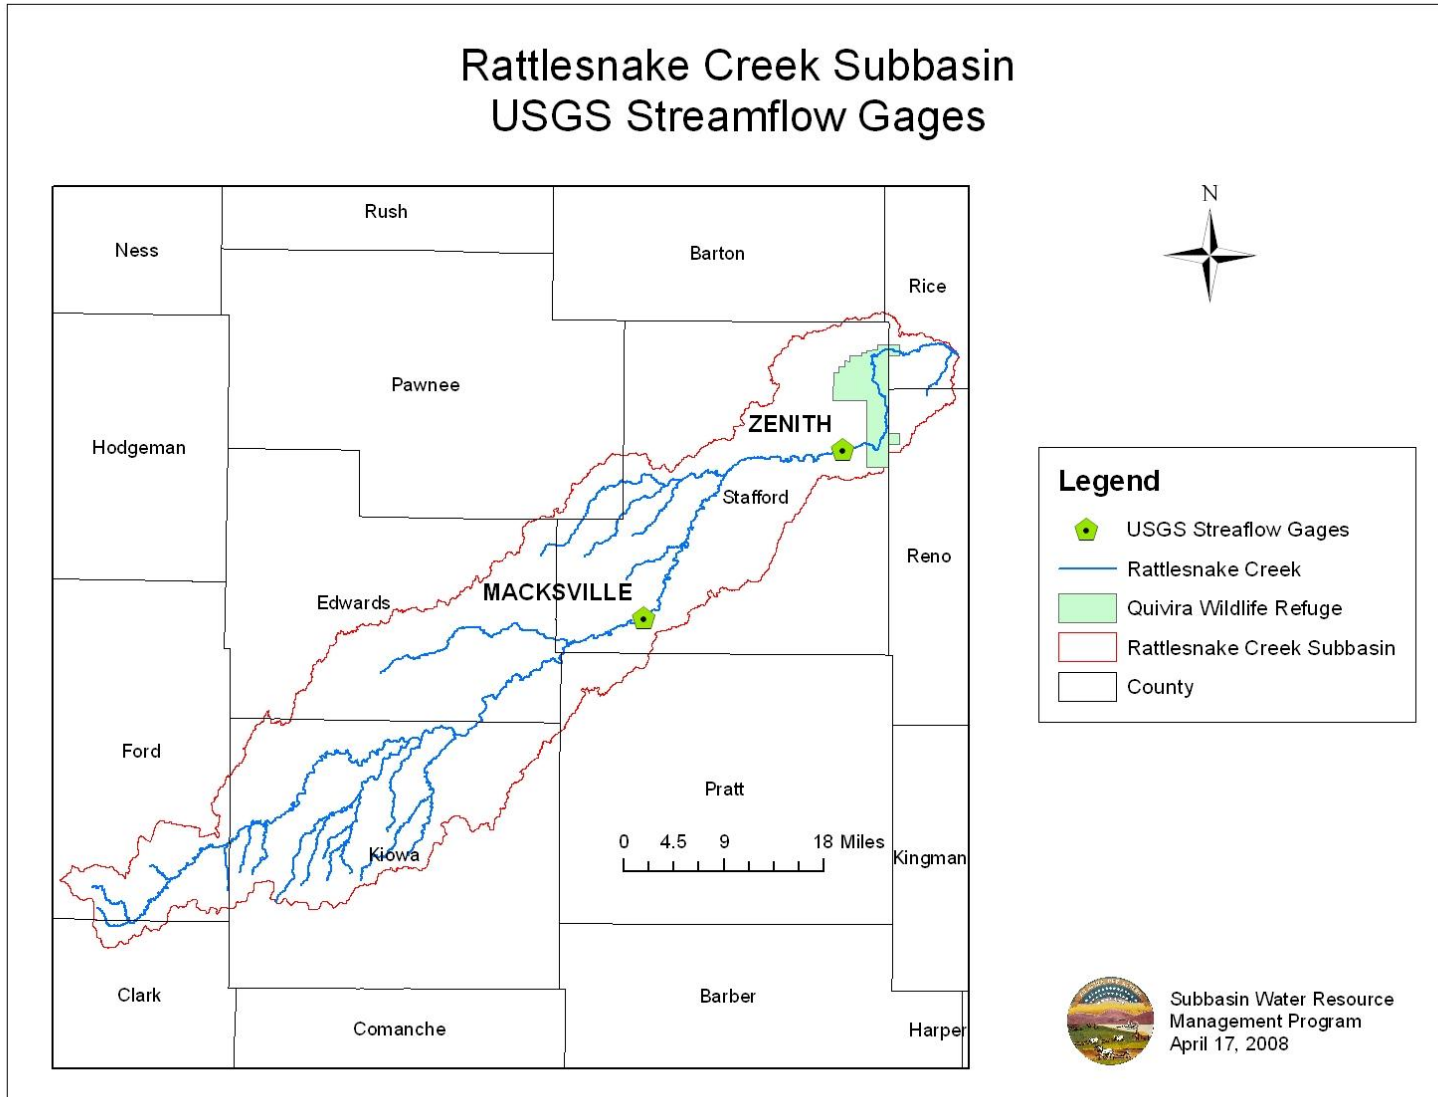 Rattlesnake Creek Subbasin
USGS Streamflow Gages
N
Ness
Rush
Barton
Rice
Pawnee
Hodgeman
ZENITH
Stafford
Reno
MACKSVILLE
Edwards
Ford
Pratt
0 4.5 9 18 Miles
Kiowa
Kingman
Clark
Comanche
Barber
Harper
Legend
USGS Streaflow Gages
Rattlesnake Creek
Quivira Wildlife Refuge
Rattlesnake Creek Subbasin
County
Subbasin Water Resource
Management Program
April 17, 2008